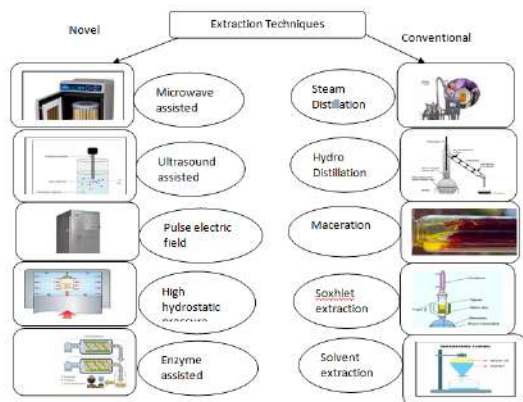 Extraction Techniques
Novel
Conventional
Microwave
assisted
Steam
Distillation
Ultrasound
assisted
Hydro
Distillation
Pulse electric
field
Maceration
High
hydrostatic
pressure
Soxhlet
extraction
Enzyme
assisted
Solvent
extraction